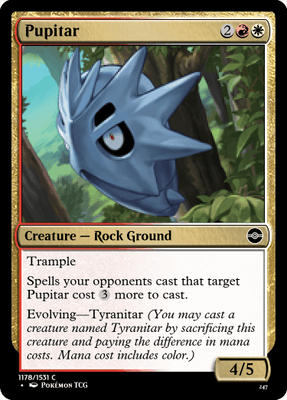 Pupitar 2
Creature — Rock Ground
Trample
Spells your opponents cast that target
Pupitar cost 3 more to cast.
Evolving—Tyranitar (You may cast a
creature named Tyranitar by sacrificing this
creature and paying the difference in mana
costs. Mana cost includes color.)
4/5
1178/1531 C
• Pokémon TCG